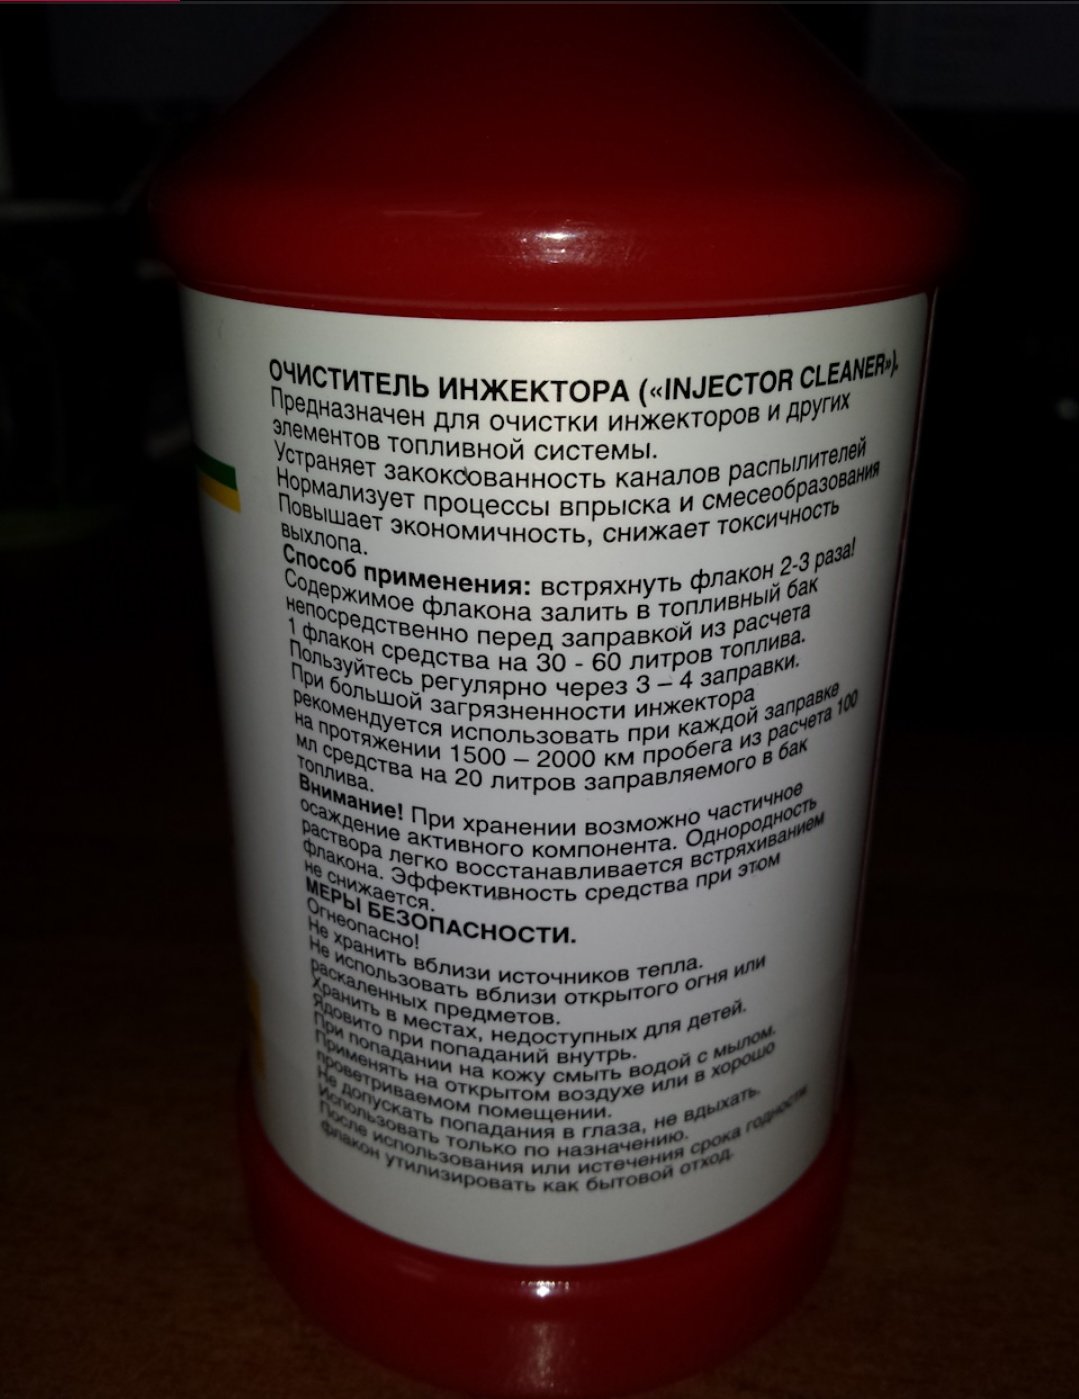 ОЧИСТИТЕЛЬ ИНЖЕКТОРА («INJECTOR CLEANER»).
Предназначен для очистки инжекторов и других
элементов топливной системы.
Устраняет закоксованность каналов распылителей
Нормализует процессы впрыска и смесеобразования
Повышает экономичность, снижает токсичность
выхлопа.
Способ применения: встряхнуть флакон 2-3 раза!
Содержимое флакона залить в топливный бак
непосредственно перед заправкой из расчета
1 флакон средства на 30 - 60 литров топлива.
Пользуйтесь регулярно через 3 – 4 заправки.
При большой загрязненности инжектора
рекомендуется использовать при каждой заправке
на протяжении 1500 – 2000 км пробега из расчета 100
мл средства на 20 литров заправляемого в бак
топлива.
Внимание! При хранении возможно частичное
осаждение активного компонента. Однородность
раствора легко восстанавливается встряхиванием
флакона. Эффективность средства при этом
не снижается.
МЕРЫ БЕЗОПАСНОСТИ.
Огнеопасно!
Не хранить вблизи источников тепла.
Не использовать вблизи открытого огня или
раскаленных предметов.
Хранить в местах, недоступных для детей.
Ядовито при попаданий внутрь.
При попадании на кожу смыть водой с мылом.
Применять на открытом воздухе или в хорошо
проветриваемом помещении.
Не допускать попадания в глаза, не вдыхать.
Использовать только по назначению.
После использования или истечения срока годности
флакон утилизировать как бытовой отход.